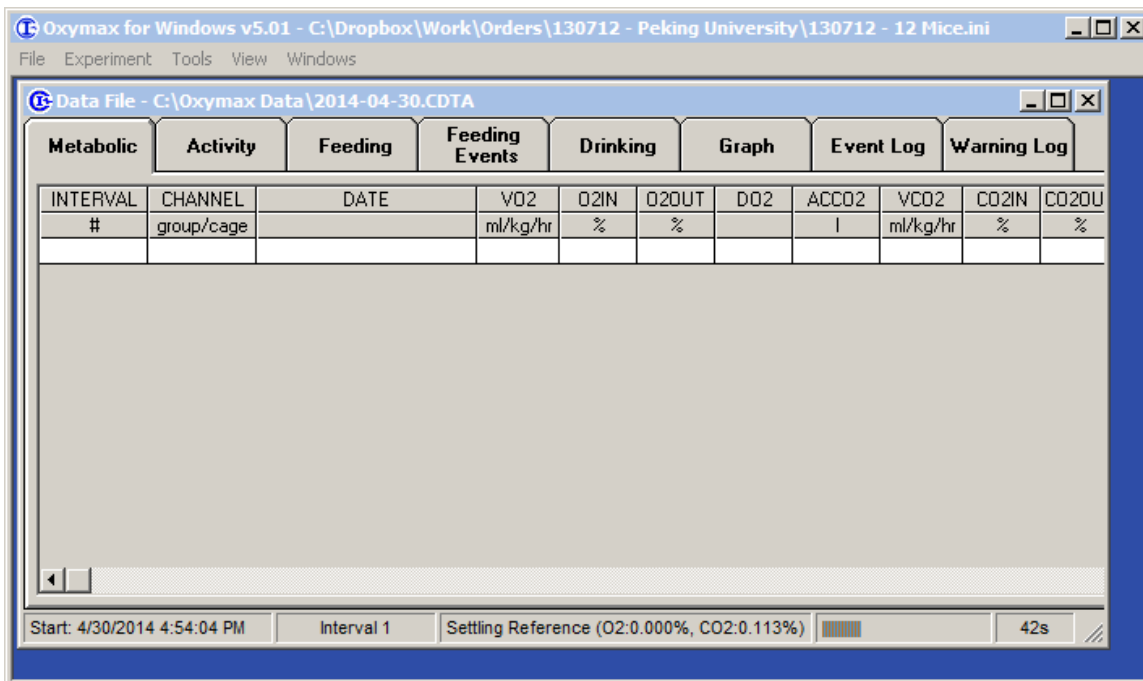 Oxymax for Windows v5.01 - C:\Dropbox\Work\Orders\130712 - Peking University\130712 - 12 Mice.ini
File Experiment Tools View Windows
Data File - C:\Oxymax Data\2014-04-30.CDTA
Metabolic Activity Feeding Feeding Events Drinking Graph Event Log Warning Log
INTERVAL CHANNEL DATE VO2 O2IN O2OUT DO2 ACCO2 VCO2 CO2IN CO2OU
# group/cage ml/kg/hr % % l ml/kg/hr % %
Start: 4/30/2014 4:54:04 PM Interval 1 Settling Reference (O2:0.000%, CO2:0.113%) 42s